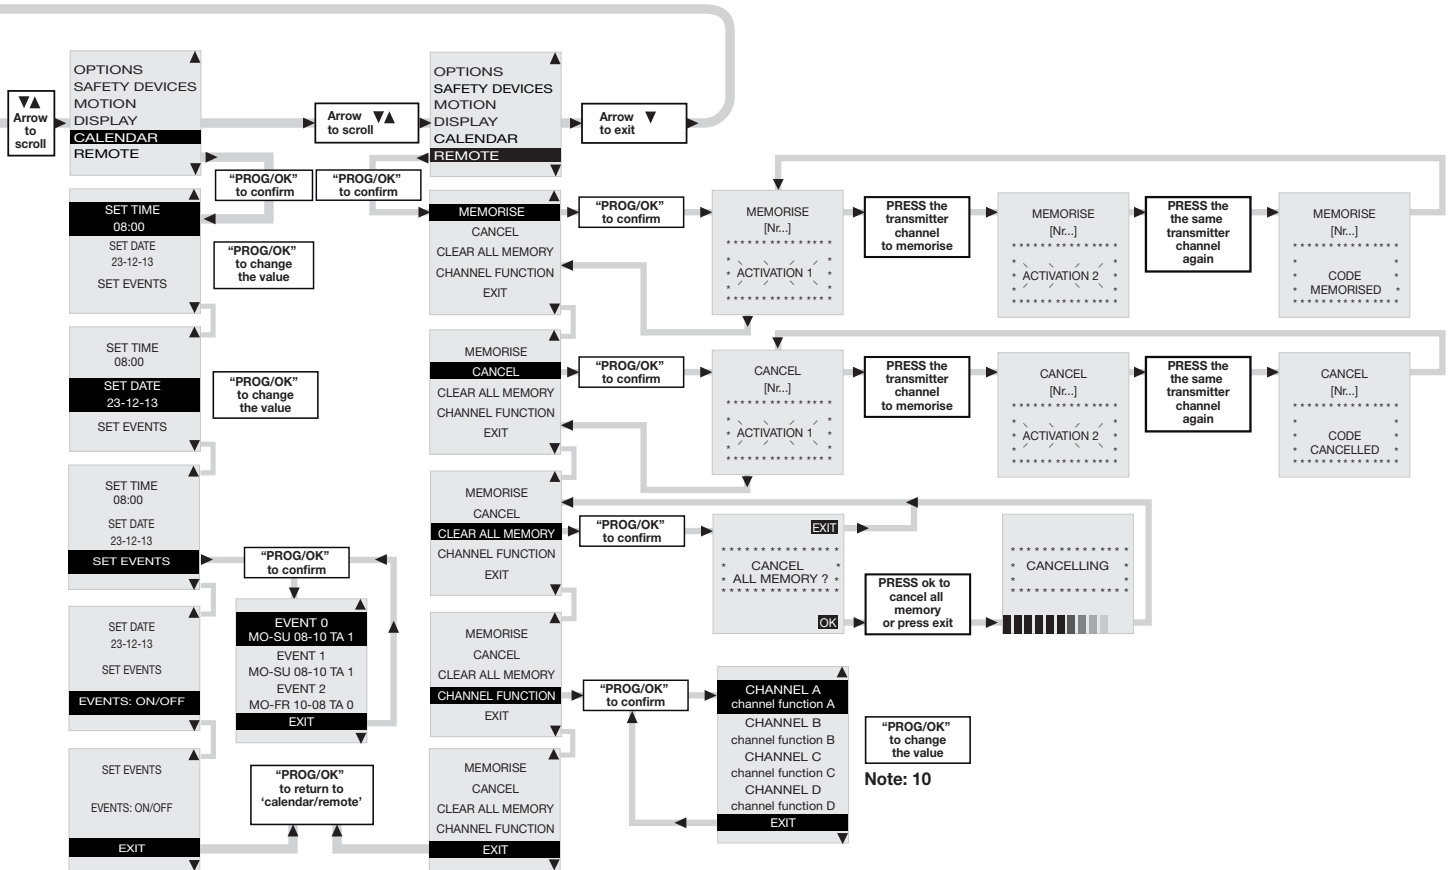 ▼▲
Arrow
to
scroll
OPTIONS
SAFETY DEVICES
MOTION
DISPLAY
CALENDAR
REMOTE
Arrow ▼▲
to scroll
OPTIONS
SAFETY DEVICES
MOTION
DISPLAY
CALENDAR
REMOTE
Arrow ▼
to exit
“PROG/OK”
to confirm
“PROG/OK”
to confirm
SET TIME
08:00
SET DATE
23-12-13
SET EVENTS
“PROG/OK”
to change
the value
SET TIME
08:00
SET DATE
23-12-13
SET EVENTS
“PROG/OK”
to change
the value
SET TIME
08:00
SET DATE
23-12-13
SET EVENTS
“PROG/OK”
to confirm
EVENT 0
MO-SU 08-10 TA 1
EVENT 1
MO-SU 08-10 TA 1
EVENT 2
MO-FR 10-08 TA 0
EXIT
SET DATE
23-12-13
SET EVENTS
EVENTS: ON/OFF
SET EVENTS
EVENTS: ON/OFF
EXIT
“PROG/OK”
to return to
‘calendar/remote’
MEMORISE
CANCEL
CLEAR ALL MEMORY
CHANNEL FUNCTION
EXIT
“PROG/OK”
to confirm
MEMORISE
[Nr...]
ACTIVATION 1
PRESS the
transmitter
channel
to memorise
MEMORISE
[Nr...]
ACTIVATION 2
PRESS the
the same
transmitter
channel
again
MEMORISE
[Nr...]
CODE
MEMORISED
MEMORISE
CANCEL
CLEAR ALL MEMORY
CHANNEL FUNCTION
EXIT
“PROG/OK”
to confirm
CANCEL
[Nr...]
ACTIVATION 1
PRESS the
transmitter
channel
to memorise
CANCEL
[Nr...]
ACTIVATION 2
PRESS the
the same
transmitter
channel
again
CANCEL
[Nr...]
CODE
CANCELLED
MEMORISE
CANCEL
CLEAR ALL MEMORY
CHANNEL FUNCTION
EXIT
“PROG/OK”
to confirm
EXIT
CANCEL
ALL MEMORY ?
OK
PRESS ok to
cancel all
memory
or press exit
CANCELLING
MEMORISE
CANCEL
CLEAR ALL MEMORY
CHANNEL FUNCTION
EXIT
“PROG/OK”
to confirm
CHANNEL A
channel function A
CHANNEL B
channel function B
CHANNEL C
channel function C
CHANNEL D
channel function D
EXIT
“PROG/OK”
to change
the value
Note: 10
MEMORISE
CANCEL
CLEAR ALL MEMORY
CHANNEL FUNCTION
EXIT